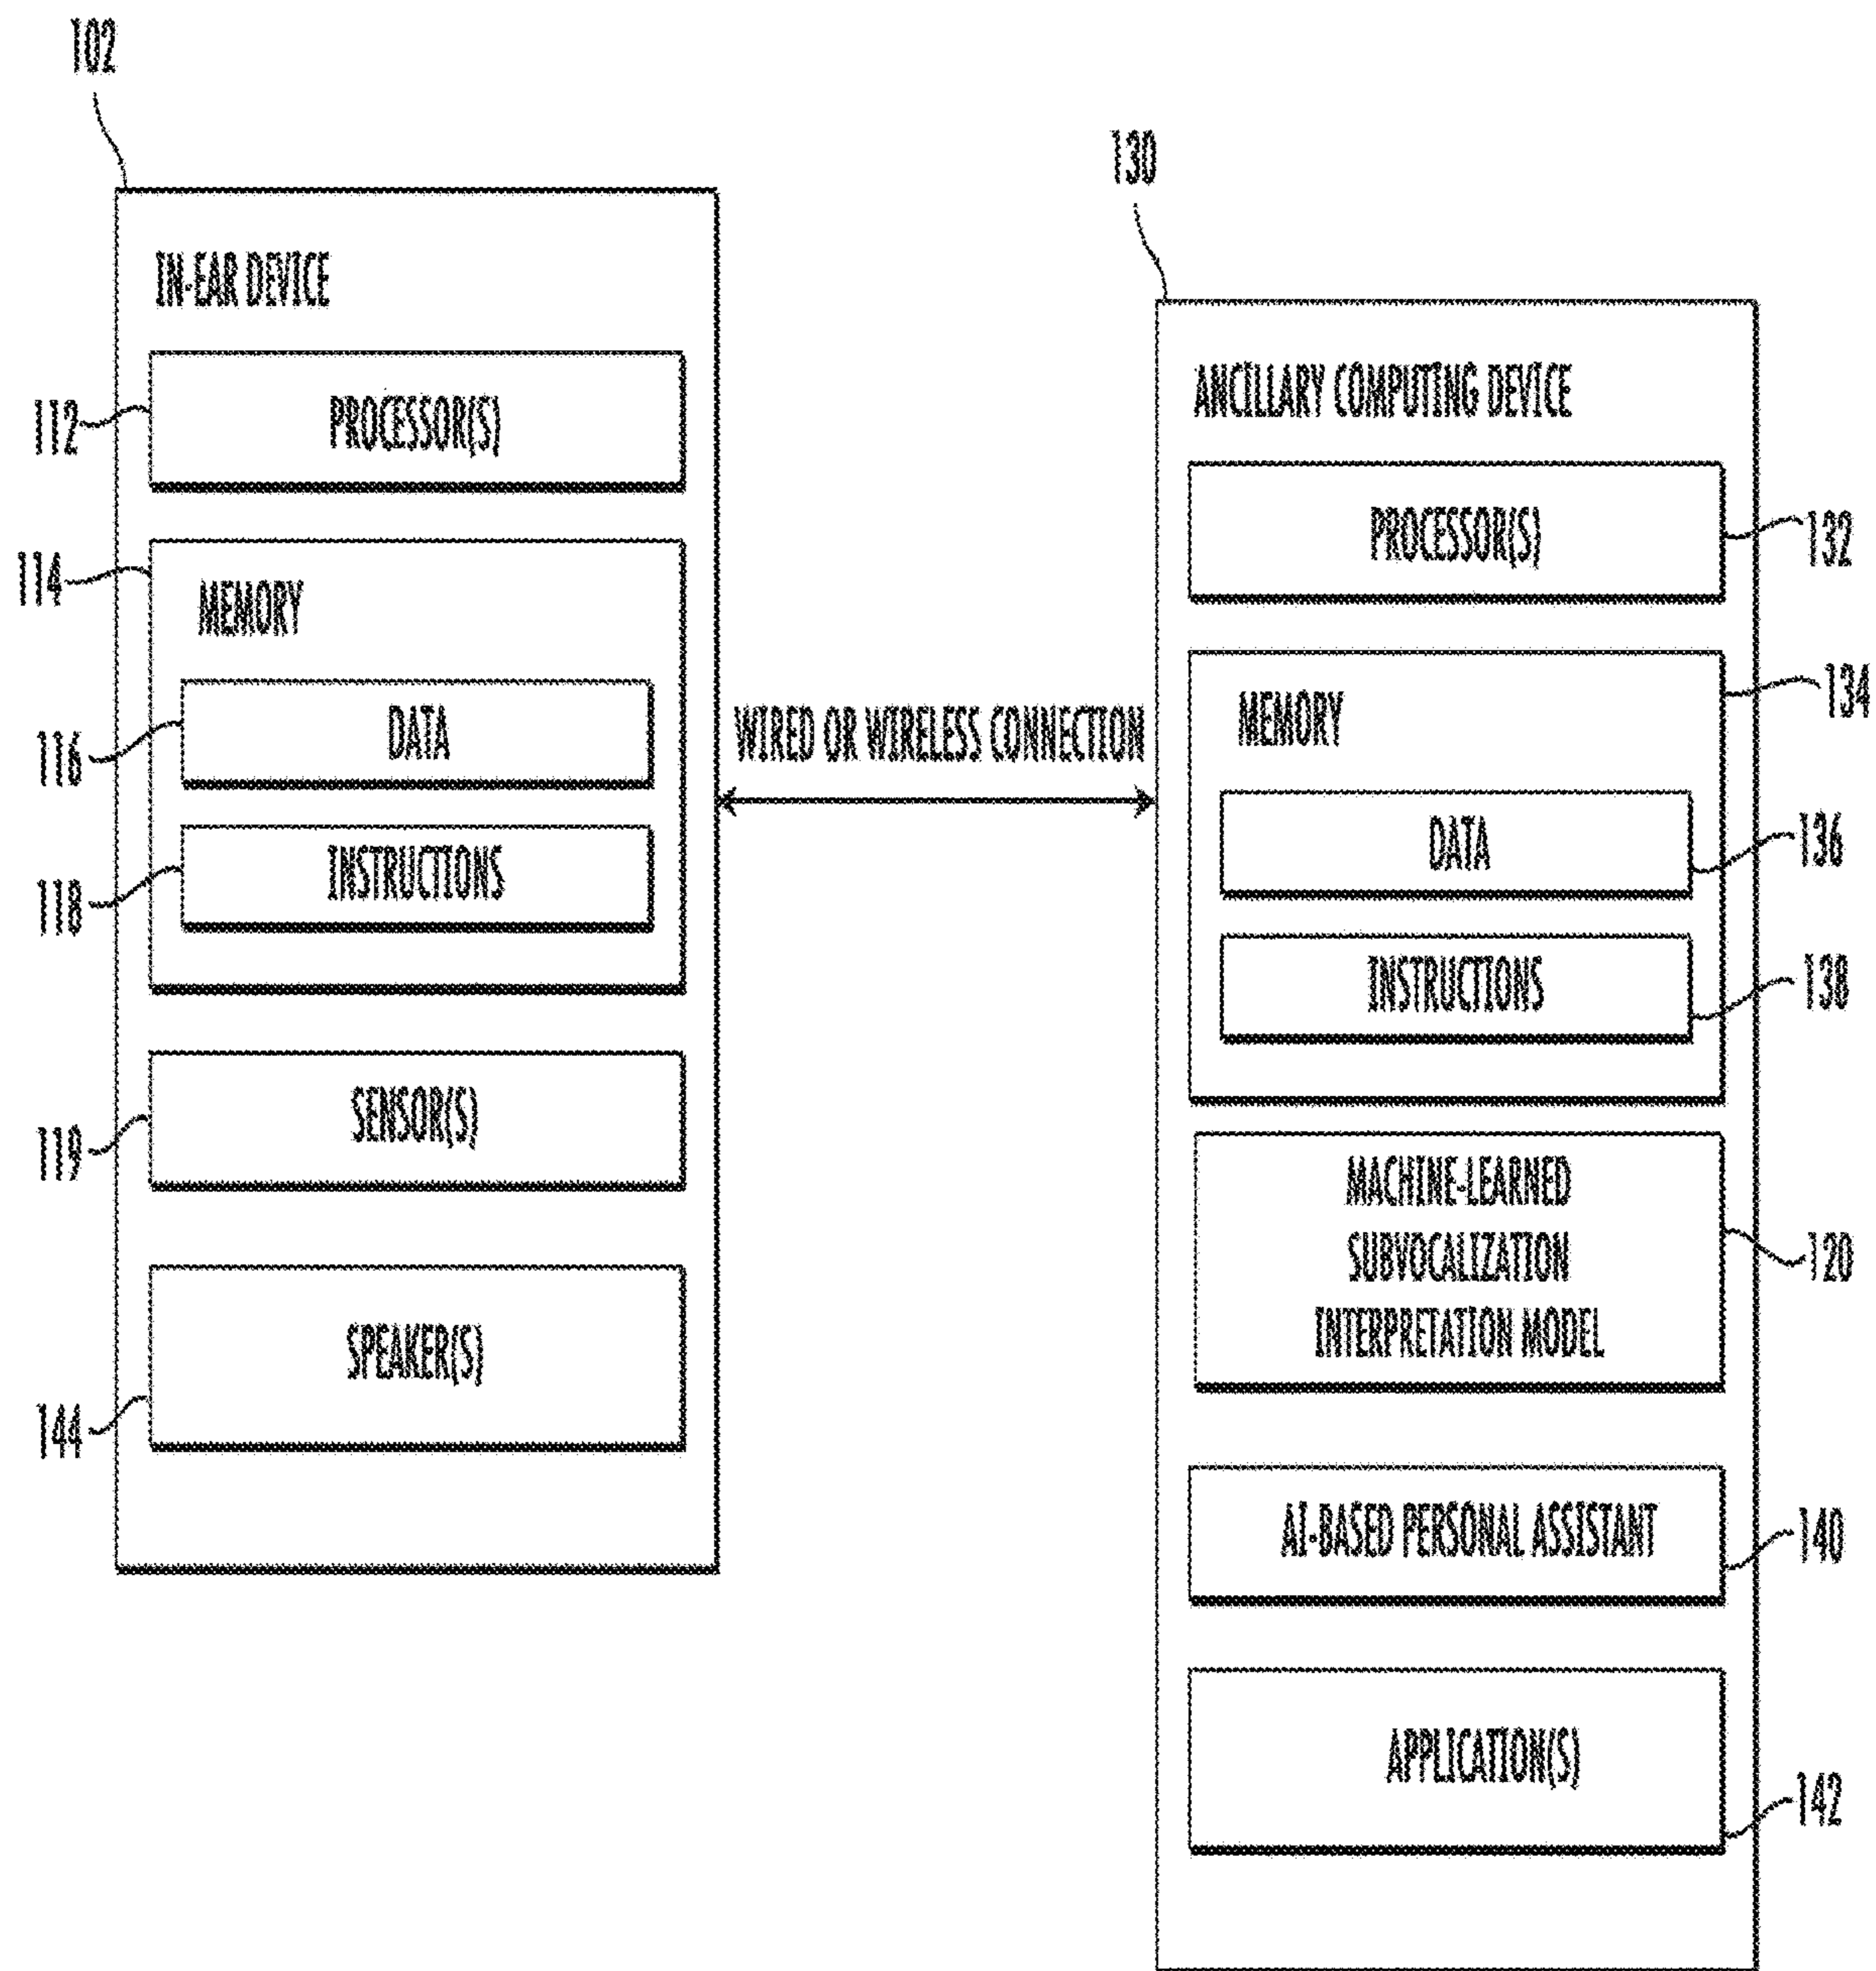 102
IN-EAR DEVICE
112
PROCESSOR(S)
114
MEMORY
116
DATA
118
INSTRUCTIONS
119
SENSOR(S)
144
SPEAKER(S)
WIRED OR WIRELESS CONNECTION
130
ANCILLARY COMPUTING DEVICE
PROCESSOR(S)
132
MEMORY
134
DATA
136
INSTRUCTIONS
138
MACHINE-LEARNED
SUBVOCALIZATION
INTERPRETATION MODEL
120
AI-BASED PERSONAL ASSISTANT
140
APPLICATION(S)
142